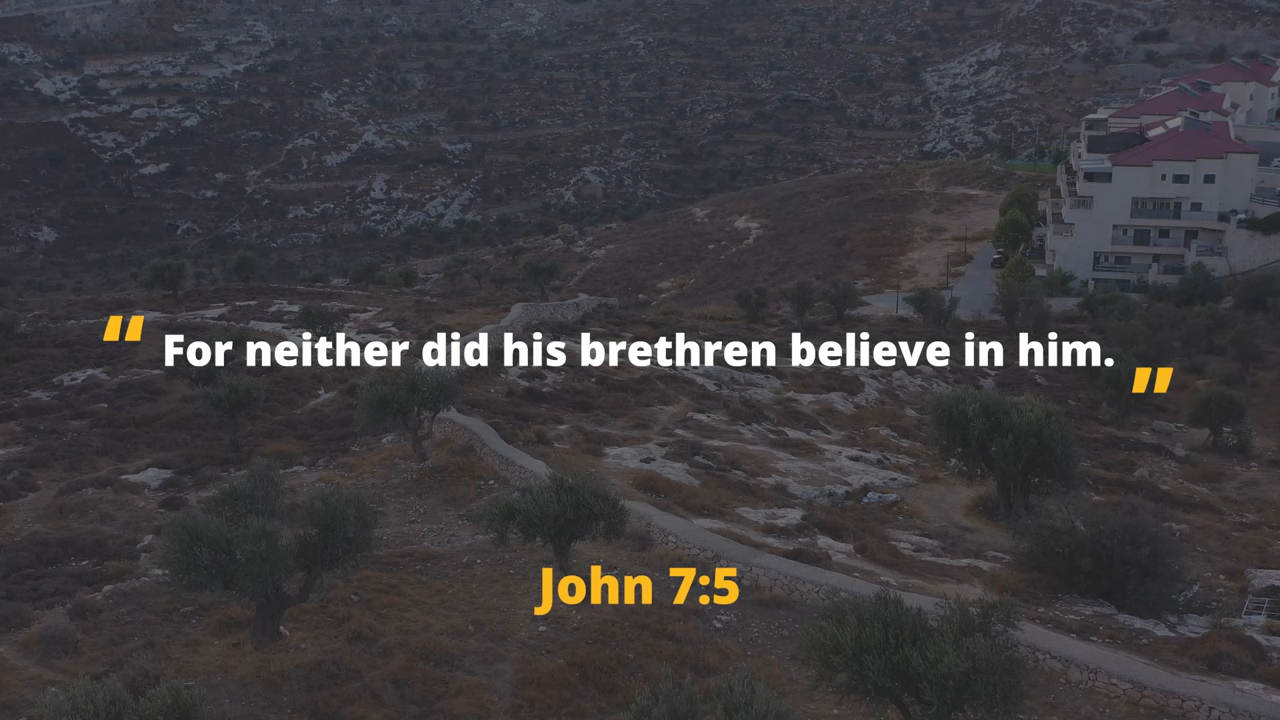 “ For neither did his brethren believe in him. ”
John 7:5